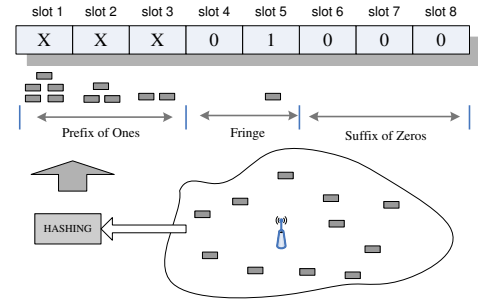 slot 1 slot 2 slot 3 slot 4 slot 5 slot 6 slot 7 slot 8
X X X 0 1 0 0 0
Prefix of Ones Fringe Suffix of Zeros
HASHING